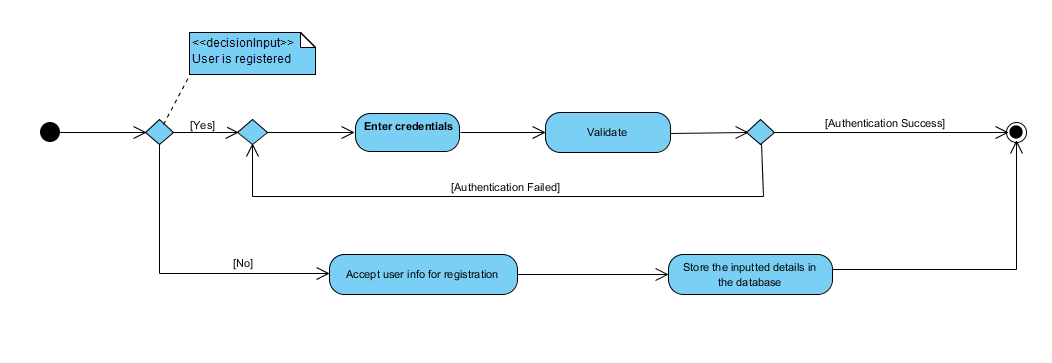 <<decisionInput>>
User is registered
[Yes]
Enter credentials
Validate
[Authentication Success]
[Authentication Failed]
[No]
Accept user info for registration
Store the inputted details in
the database